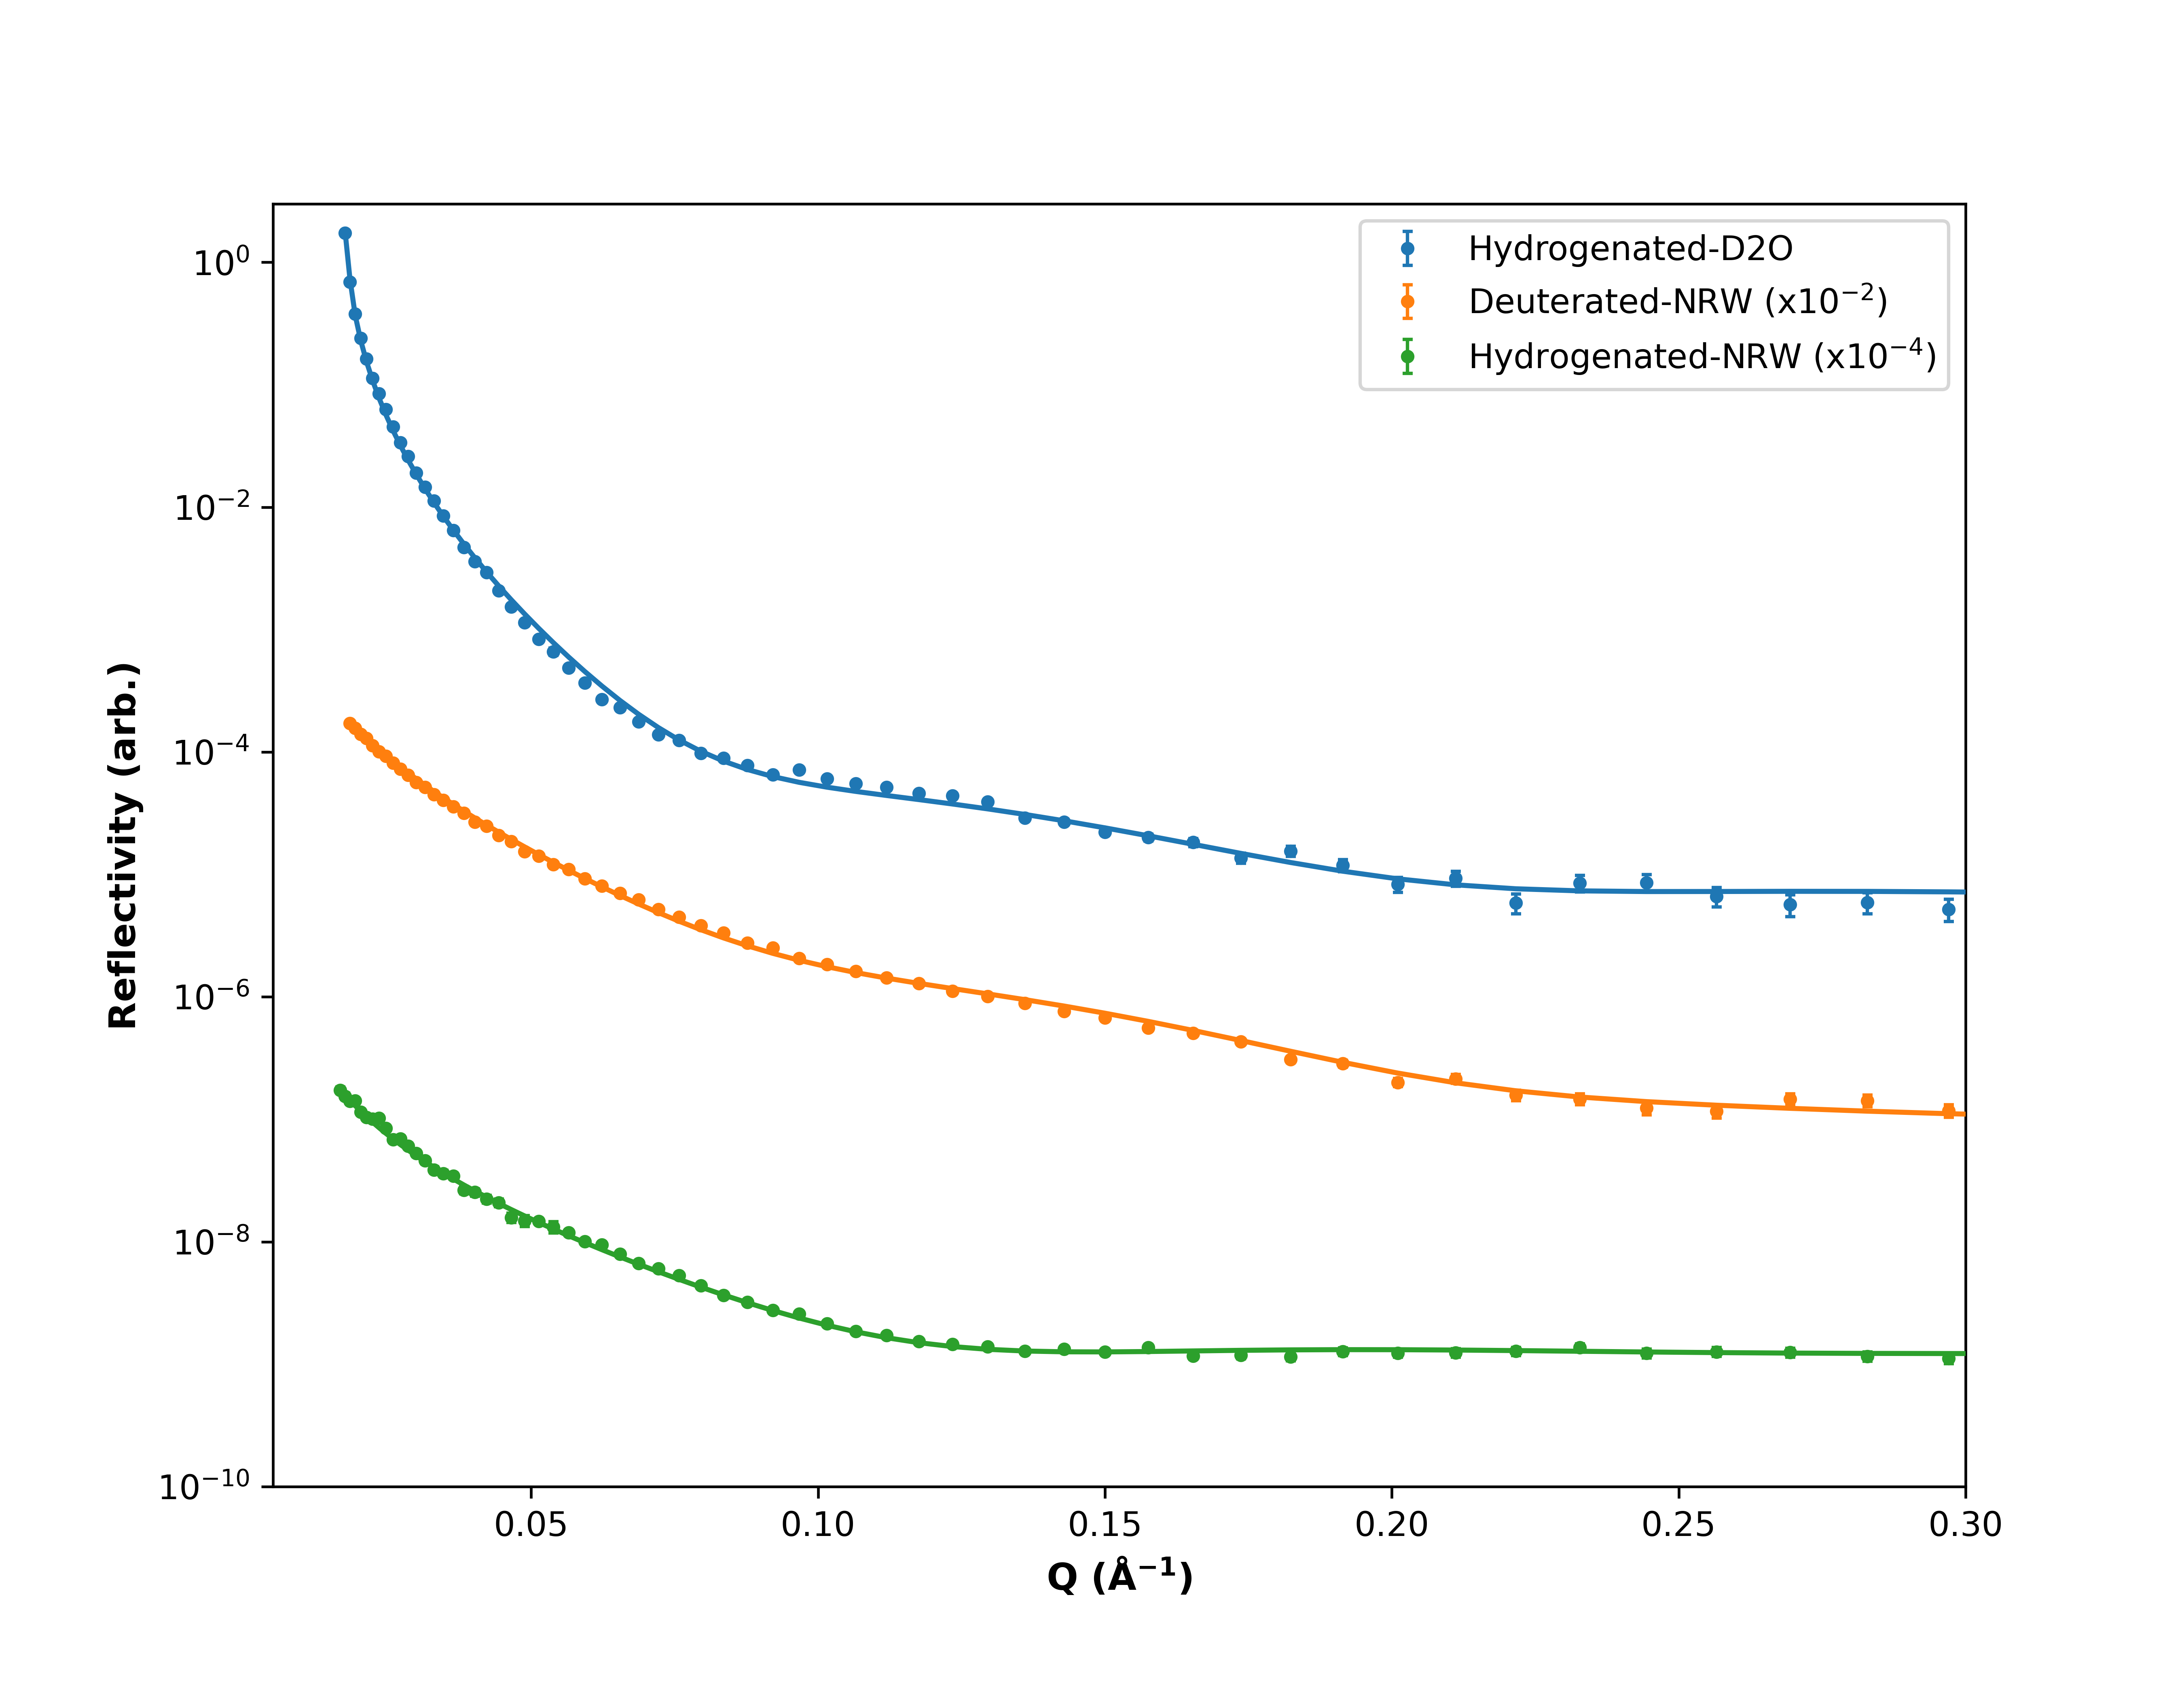 Hydrogenated-D2O
Deuterated-NRW (x10⁻²)
Hydrogenated-NRW (x10⁻⁴)
10⁰
10⁻²
10⁻⁴
10⁻⁶
10⁻⁸
10⁻¹⁰
Reflectivity (arb.)
0.05 0.10 0.15 0.20 0.25 0.30
Q (Å⁻¹)